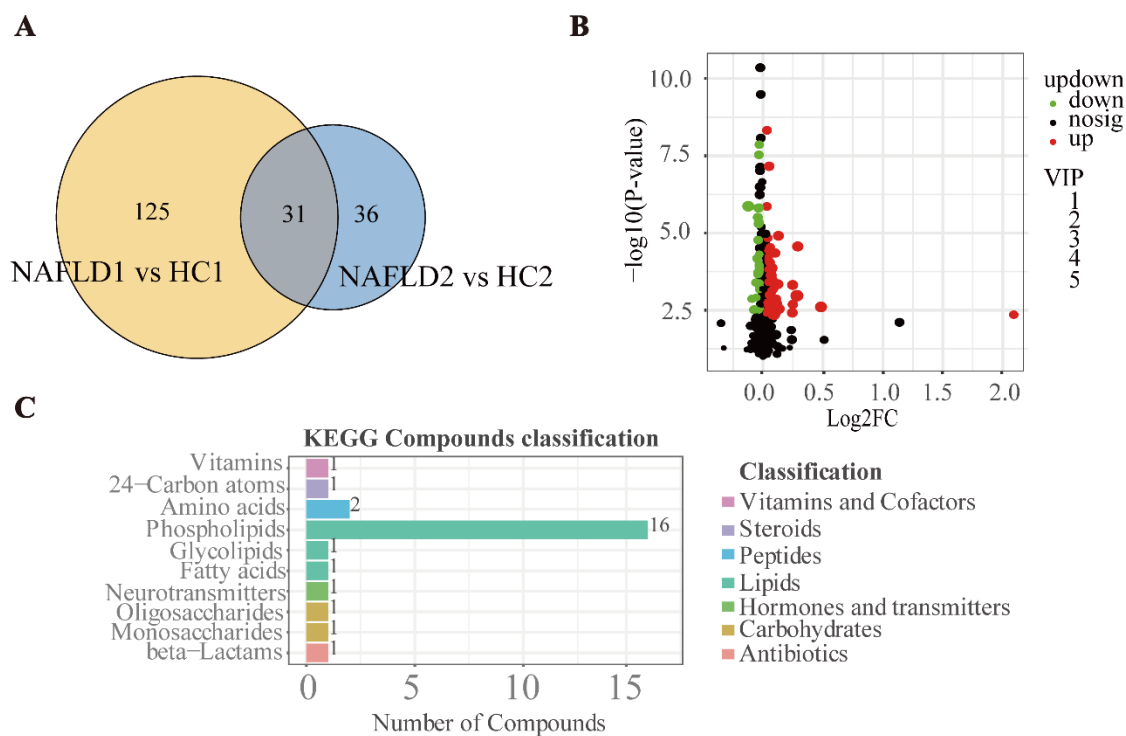 A
125
31
36
NAFLD1 vs HC1
NAFLD2 vs HC2
B
−log10(P-value)
10.0
7.5
5.0
2.5
0.0
0.5
1.0
1.5
2.0
Log2FC
updown
down
nosig
up
VIP
1
2
3
4
5
C
KEGG Compounds classification
Vitamins
1
24−Carbon atoms
1
Amino acids
2
Phospholipids
16
Glycolipids
1
Fatty acids
1
Neurotransmitters
1
Oligosaccharides
1
Monosaccharides
1
beta−Lactams
1
0
5
10
15
Number of Compounds
Classification
Vitamins and Cofactors
Steroids
Peptides
Lipids
Hormones and transmitters
Carbohydrates
Antibiotics